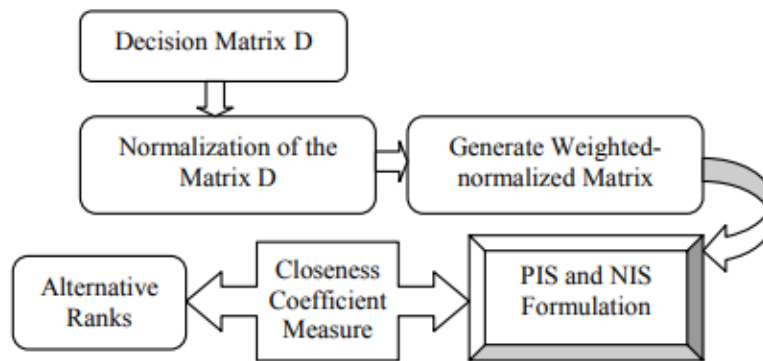 Decision Matrix D
Normalization of the
Matrix D
Generate Weighted-
normalized Matrix
PIS and NIS
Formulation
Closeness
Coefficient
Measure
Alternative
Ranks